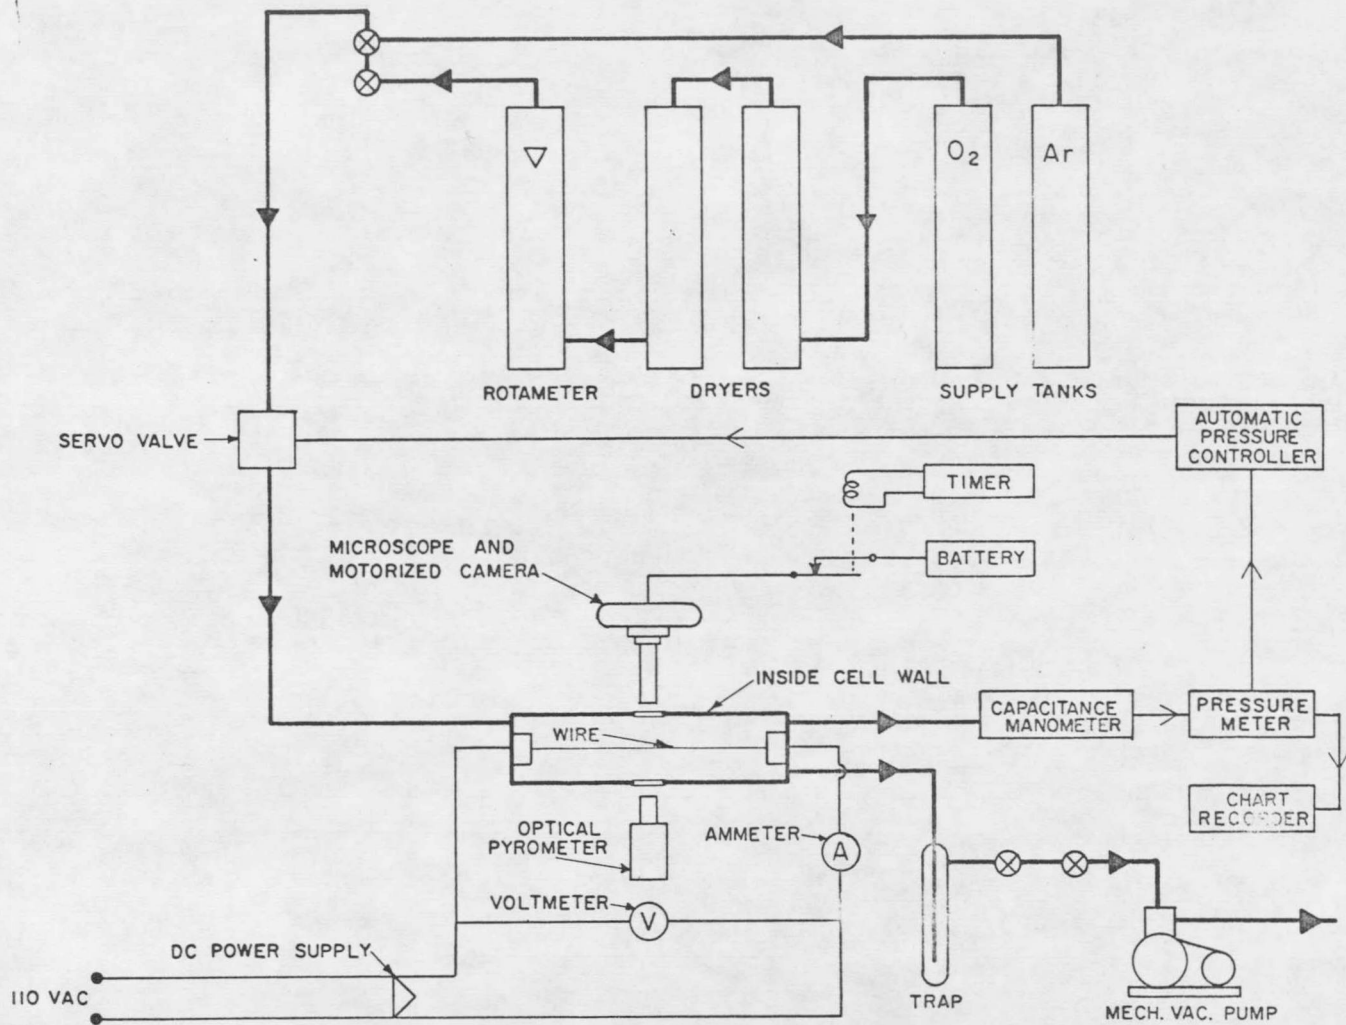 O2
Ar
ROTAMETER
DRYERS
SUPPLY TANKS
SERVO VALVE
AUTOMATIC
PRESSURE
CONTROLLER
TIMER
MICROSCOPE AND
MOTORIZED CAMERA
BATTERY
INSIDE CELL WALL
CAPACITANCE
MANOMETER
PRESSURE
METER
WIRE
CHART
RECORDER
OPTICAL
PYROMETER
AMMETER
A
VOLTMETER
V
DC POWER SUPPLY
110 VAC
TRAP
MECH. VAC. PUMP